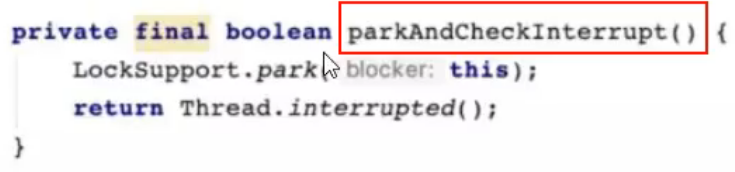 private final boolean parkAndCheckInterrupt() {
LockSupport.park( blocker: this);
return Thread.interrupted();
}